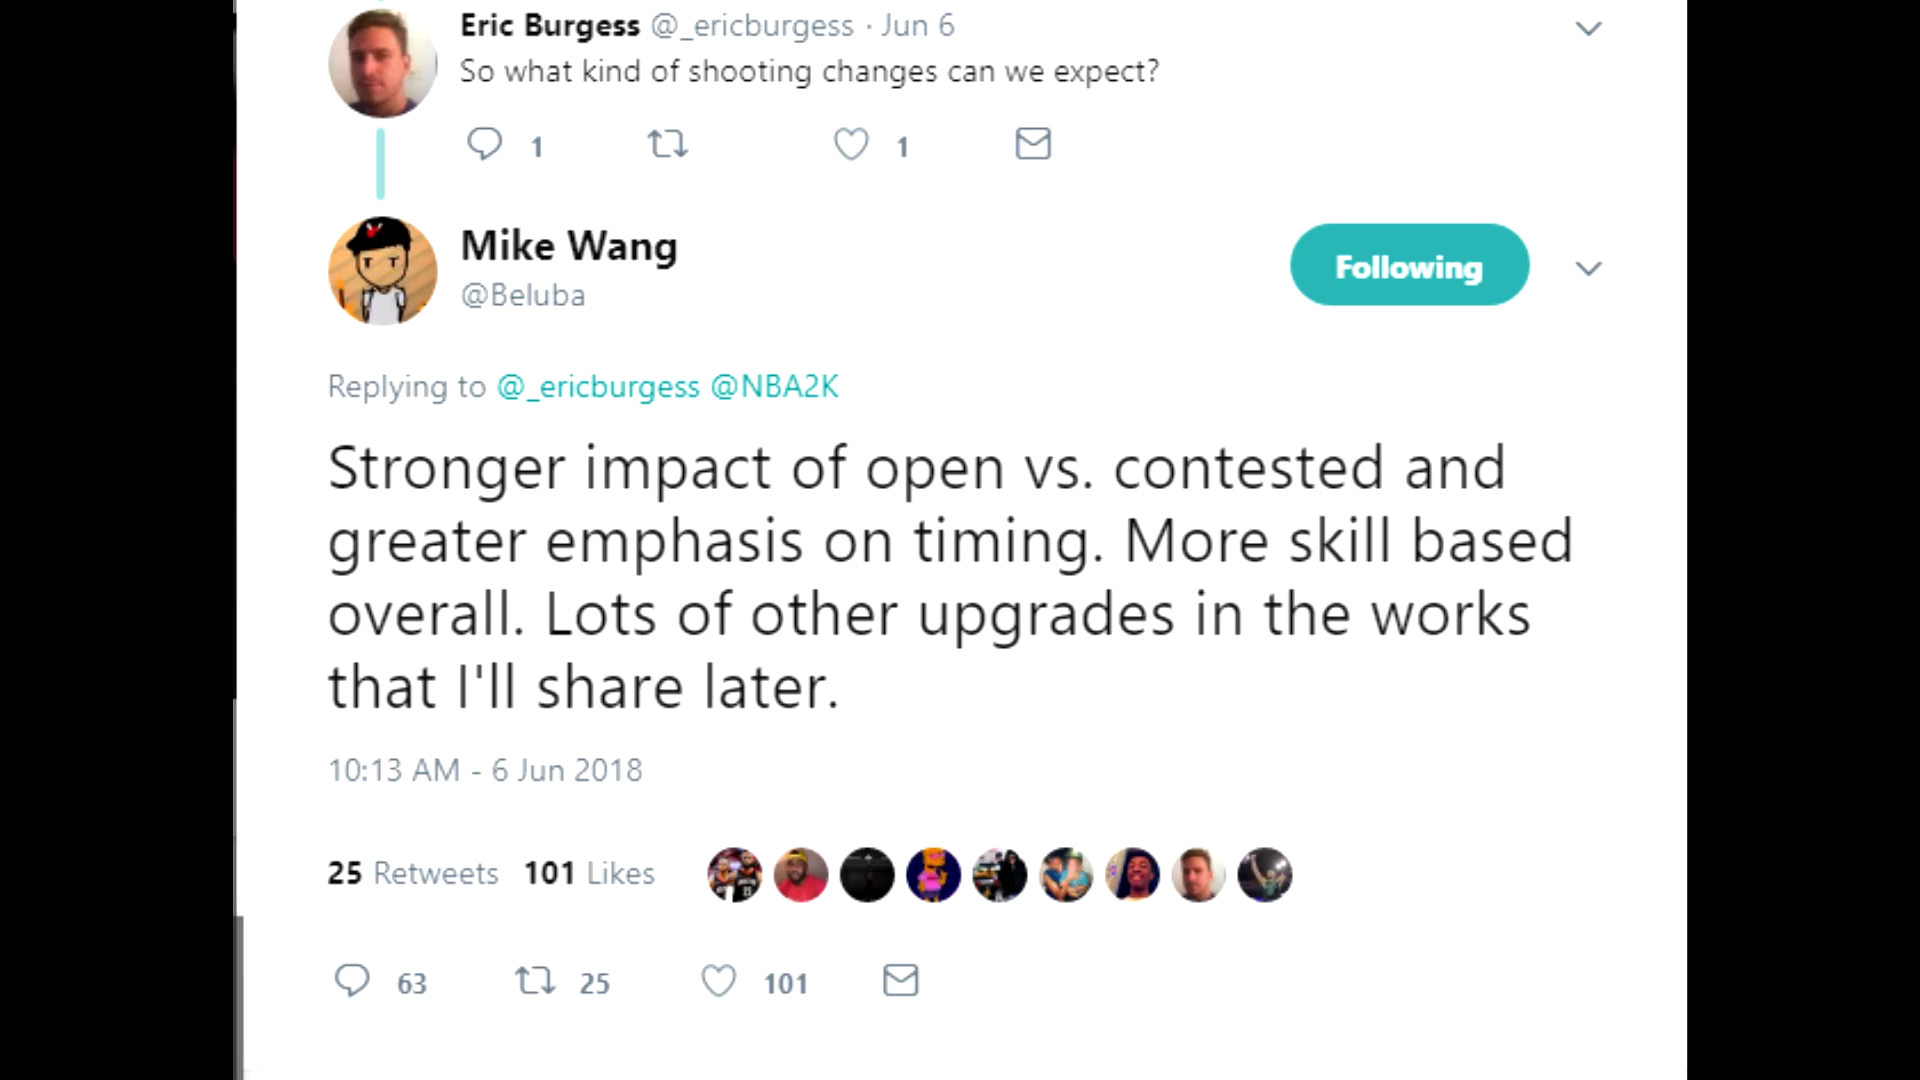 Eric Burgess @_ericburgess · Jun 6
So what kind of shooting changes can we expect?
1 1
Mike Wang
Following
@Beluba
Replying to @_ericburgess @NBA2K
Stronger impact of open vs. contested and
greater emphasis on timing. More skill based
overall. Lots of other upgrades in the works
that I'll share later.
10:13 AM - 6 Jun 2018
25 Retweets 101 Likes
63 25 101